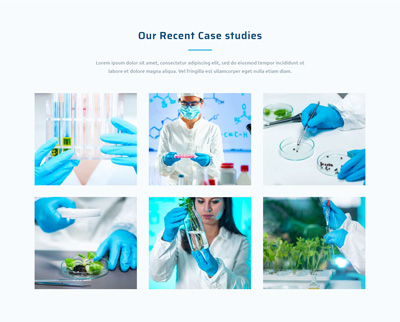 Our Recent Case studies
Lorem ipsum dolor sit amet, consectetur adipiscing elit, sed do eiusmod tempor incididunt ut
labore et dolore magna aliqua. Vel fringilla est ullamcorper eget nulla etiam diam.